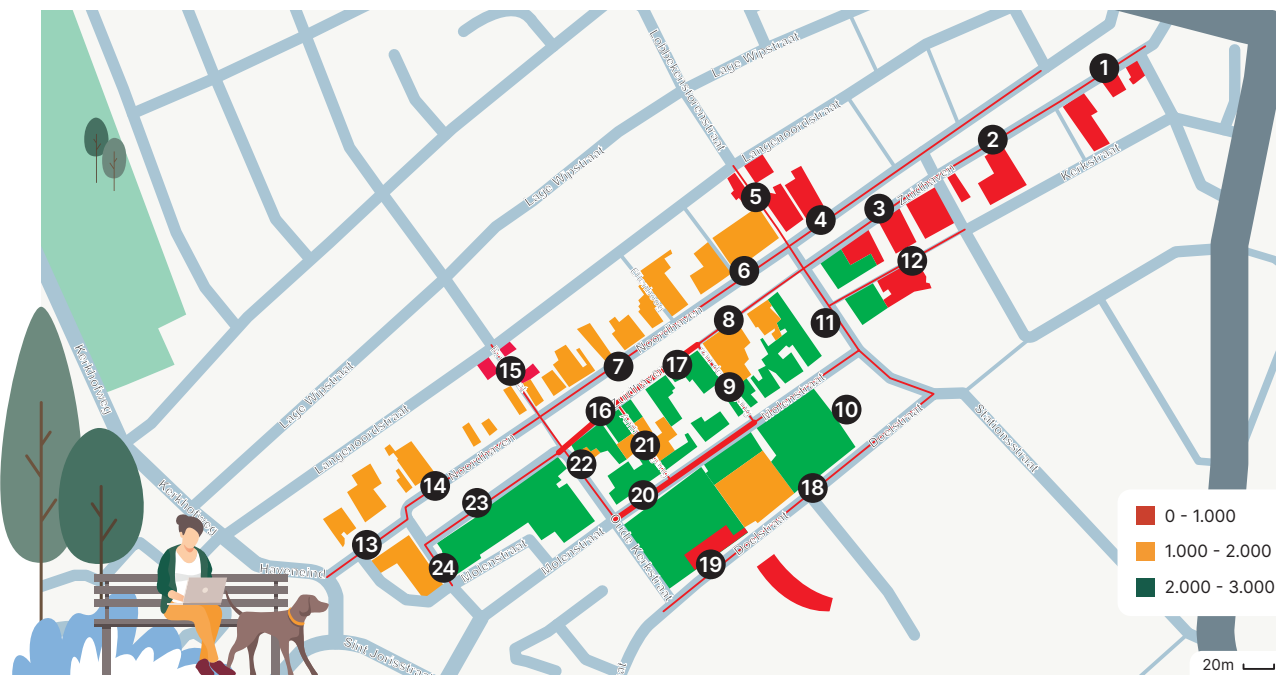 Lage Wipstraat
Langenoordstraat
1
2
Kerkstraat
Zuidhaven
3
4
5
12
Lage Wipstraat
6
Noordhaven
8
11
7
17
9
15
Zuidhaven
16
Molenstraat
10
Kerkhofweg
Lage Wipstraat
Langenoordstraat
Doelstraat
Stationsstraat
21
Noordhaven
22
14
20
18
23
Kerkhofweg
Oude Kerkstraat
Doelstraat
13
Molenstraat
Molenstraat
19
24
Haveneind
Sint Jorisstraat
0 - 1.000
1.000 - 2.000
2.000 - 3.000
20m